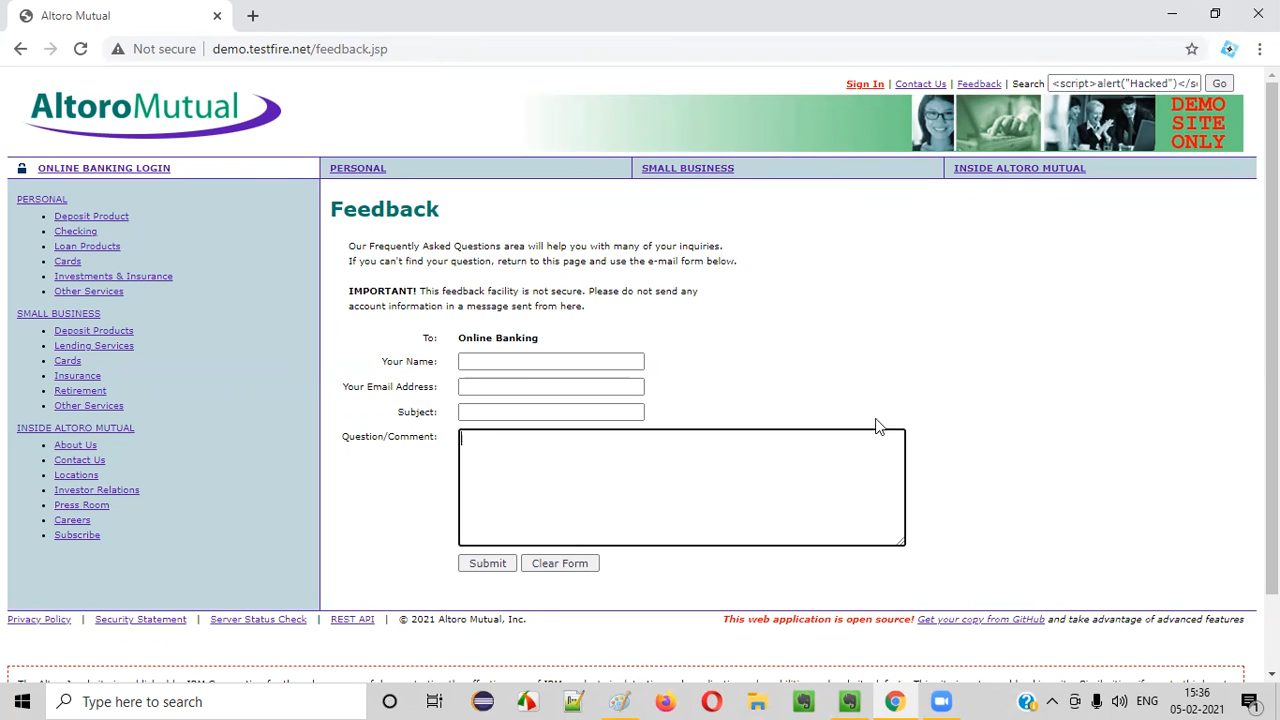 Altoro Mutual
Not secure
demo.testfire.net/feedback.jsp
AltoroMutual
Sign In | Contact Us | Feedback | Search
<script>alert("Hacked")</s
Go
DEMO
SITE
ONLY
ONLINE BANKING LOGIN
PERSONAL
SMALL BUSINESS
INSIDE ALTORO MUTUAL
PERSONAL
Deposit Product
Checking
Loan Products
Cards
Investments & Insurance
Other Services
SMALL BUSINESS
Deposit Products
Lending Services
Cards
Insurance
Retirement
Other Services
INSIDE ALTORO MUTUAL
About Us
Contact Us
Locations
Investor Relations
Press Room
Careers
Subscribe
Feedback
Our Frequently Asked Questions area will help you with many of your inquiries.
If you can't find your question, return to this page and use the e-mail form below.
IMPORTANT! This feedback facility is not secure. Please do not send any
account information in a message sent from here.
To: Online Banking
Your Name:
Your Email Address:
Subject:
Question/Comment:
Submit
Clear Form
Privacy Policy | Security Statement | Server Status Check | REST API | © 2021 Altoro Mutual, Inc.
This web application is open source! Get your copy from GitHub and take advantage of advanced features
Type here to search
ENG
15:36
05-02-2021